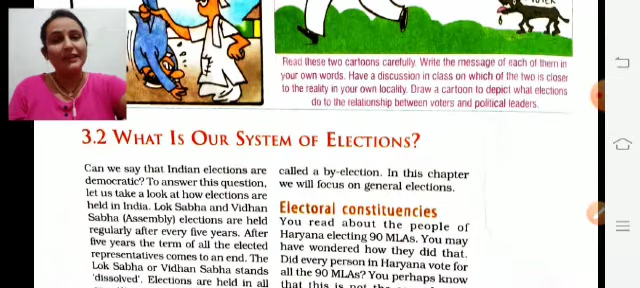 Read these two cartoons carefully. Write the message of each of them in
your own words. Have a discussion in class on which of the two is closer
to the reality in your own locality. Draw a cartoon to depict what elections
do to the relationship between voters and political leaders.
3.2 WHAT IS OUR SYSTEM OF ELECTIONS?
Can we say that Indian elections are
democratic? To answer this question,
let us take a look at how elections are
held in India. Lok Sabha and Vidhan
Sabha (Assembly) elections are held
regularly after every five years. After
five years the term of all the elected
representatives comes to an end. The
Lok Sabha or Vidhan Sabha stands
'dissolved'. Elections are held in all
called a by-election. In this chapter
we will focus on general elections.
Electoral constituencies
You read about the people of
Haryana electing 90 MLAs. You may
have wondered how they did that.
Did every person in Haryana vote for
all the 90 MLAs? You perhaps know
that this is not the